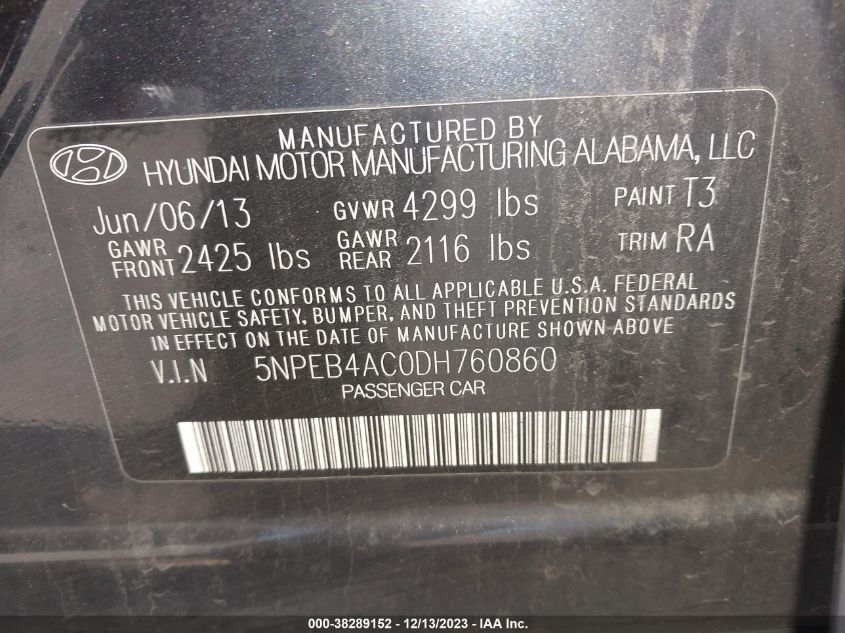 MANUFACTURED BY
HYUNDAI MOTOR MANUFACTURING ALABAMA, LLC
Jun/06/13 GVWR 4299 lbs PAINT T3
GAWR FRONT 2425 lbs GAWR REAR 2116 lbs TRIM RA
THIS VEHICLE CONFORMS TO ALL APPLICABLE U.S.A. FEDERAL
MOTOR VEHICLE SAFETY, BUMPER, AND THEFT PREVENTION STANDARDS
IN EFFECT ON THE DATE OF MANUFACTURE SHOWN ABOVE
V.I.N 5NPEB4AC0DH760860
PASSENGER CAR
000-38289152 - 12/13/2023 - IAA Inc.